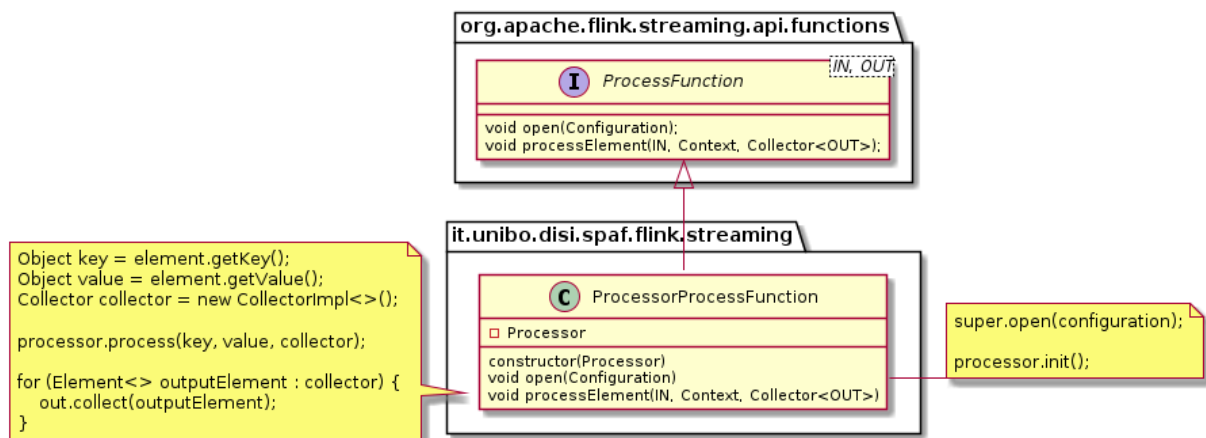 org.apache.flink.streaming.api.functions
IN, OUT
I ProcessFunction
void open(Configuration);
void processElement(IN, Context, Collector<OUT>);
it.unibo.disi.spaf.flink.streaming
Object key = element.getKey();
Object value = element.getValue();
Collector collector = new CollectorImpl<>();
processor.process(key, value, collector);
for (Element<> outputElement : collector) {
out.collect(outputElement);
}
C ProcessorProcessFunction
Processor
constructor(Processor)
void open(Configuration)
void processElement(IN, Context, Collector<OUT>)
super.open(configuration);
processor.init();